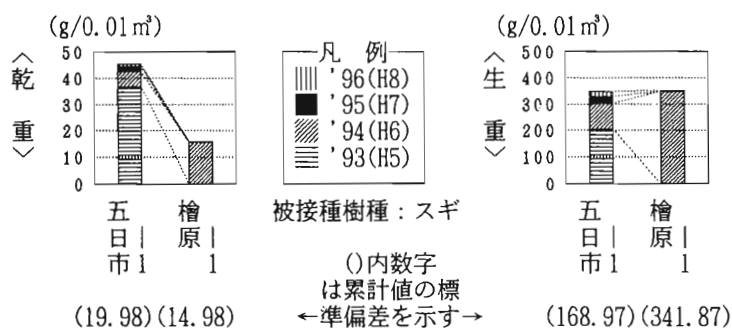 (g/0.01㎥)
〈乾重〉
50
40
30
20
10
0
五日市-1
檜原-1
(19.98)(14.98)
凡 例
'96(H8)
'95(H7)
'94(H6)
'93(H5)
被接種樹種：スギ
()内数字
は累計値の標
←準偏差を示す→
(g/0.01㎥)
〈生重〉
500
400
300
200
100
0
五日市-1
檜原-1
(168.97)(341.87)